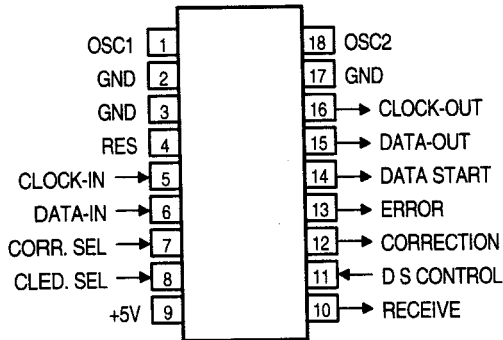 OSC1 1 18 OSC2
GND 2 17 GND
GND 3 16 CLOCK-OUT
RES 4 15 DATA-OUT
CLOCK-IN 5 14 DATA START
DATA-IN 6 13 ERROR
CORR. SEL 7 12 CORRECTION
CLED. SEL 8 11 D S CONTROL
+5V 9 10 RECEIVE